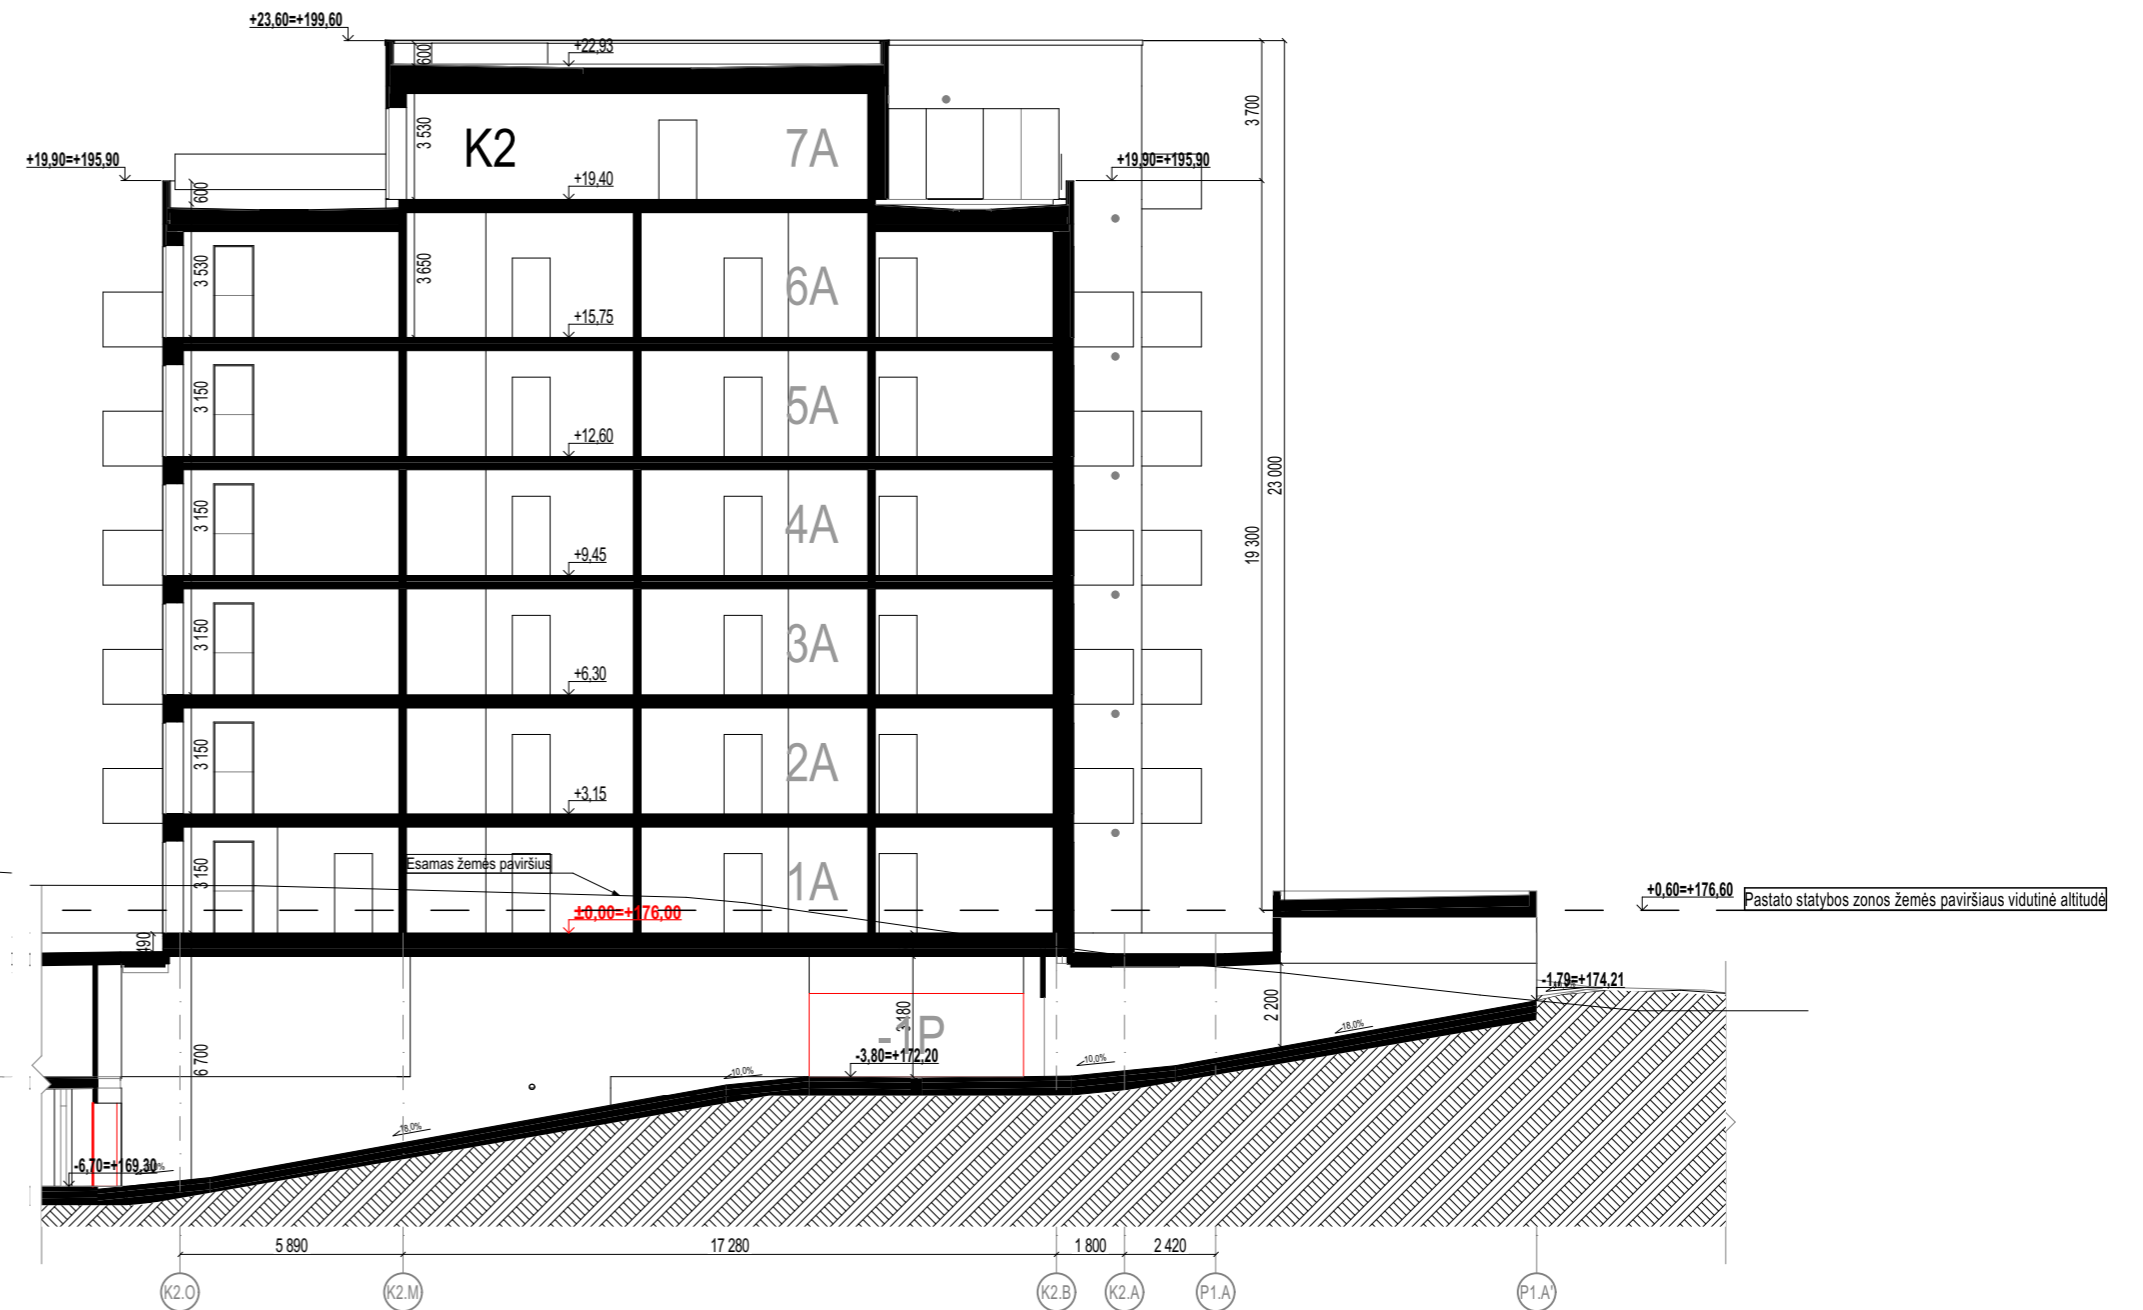 +23,60=+199,60
+22,93
600
3 700
K2
7A
3 530
+19,90=+195,90
+19,90=+195,90
600
+19,40
3 530
3 650
6A
+15,75
3 150
5A
+12,60
23 000
3 150
4A
+9,45
19 300
3 150
3A
+6,30
3 150
2A
+3,15
3 150
Esamas žemės paviršius
1A
+0,60=+176,60
Pastato statybos zonos žemės paviršiaus vidutinė altitudė
±0,00=+176,00
490
-1,79=+174,21
2 200
3 180
-1P
18,0%
6 700
-3,80=+172,20
10,0%
10,0%
18,0%
-6,70=+169,30
5 890
17 280
1 800
2 420
K2.O
K2.M
K2.B
K2.A
P1.A
P1.A'